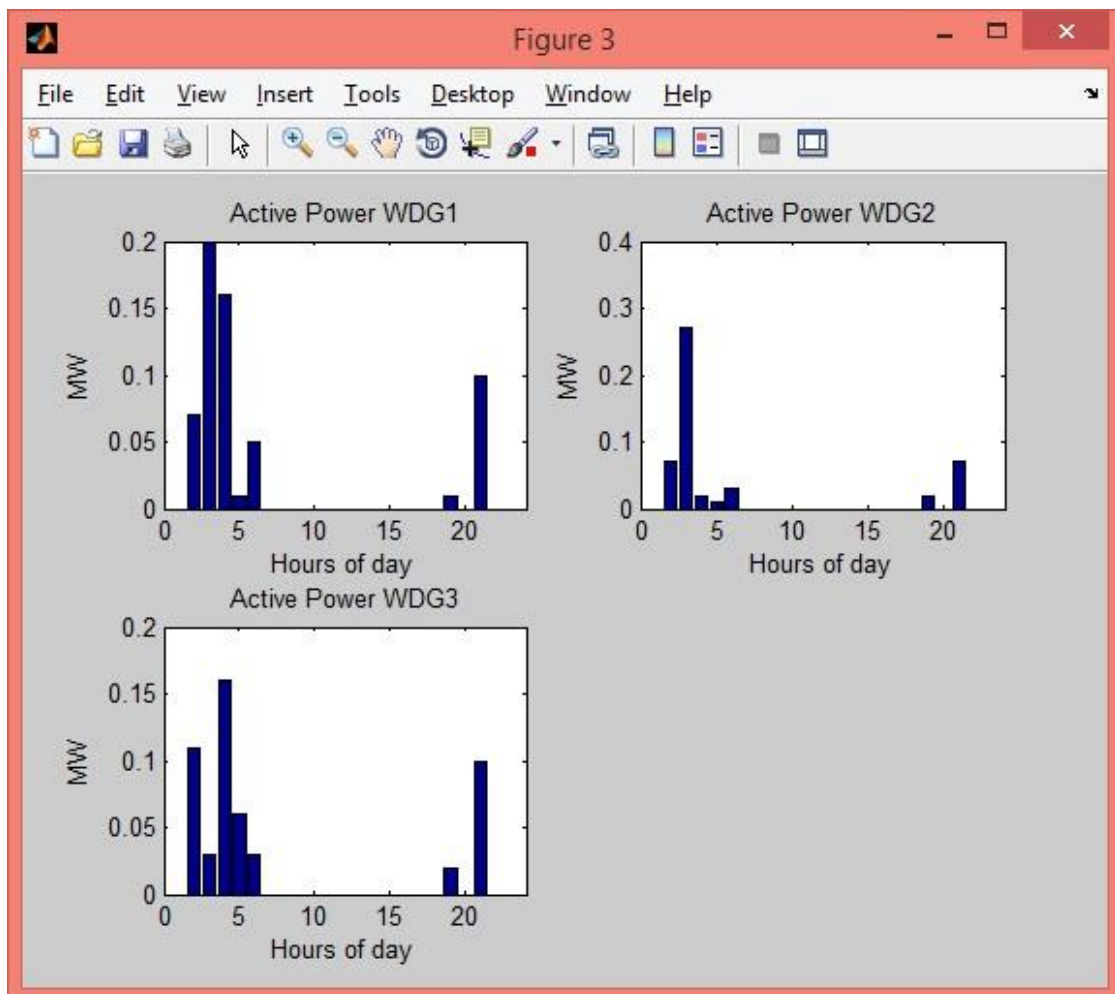 Figure 3
File Edit View Insert Tools Desktop Window Help
Active Power WDG1
0.2
0.15
0.1
0.05
0
MW
0 5 10 15 20
Hours of day
Active Power WDG2
0.4
0.3
0.2
0.1
0
MW
0 5 10 15 20
Hours of day
Active Power WDG3
0.2
0.15
0.1
0.05
0
MW
0 5 10 15 20
Hours of day